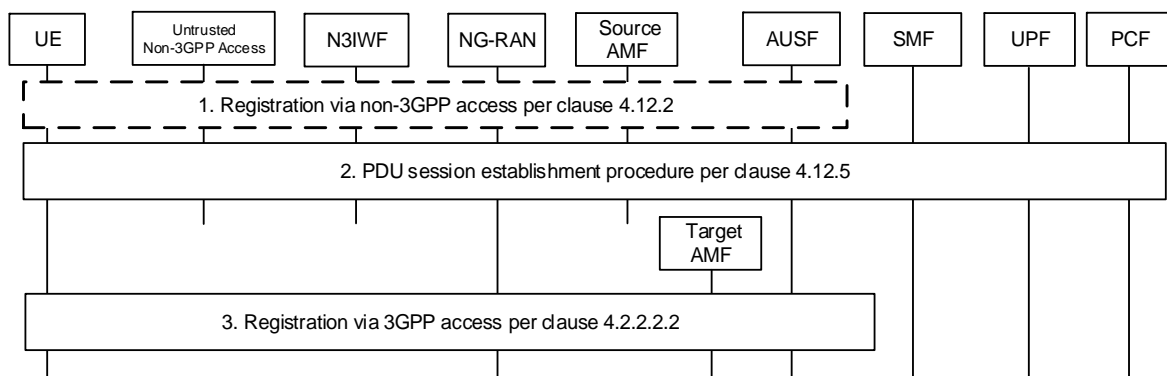 UE
Untrusted
Non-3GPP Access
N3IWF
NG-RAN
Source
AMF
AUSF
SMF
UPF
PCF
1. Registration via non-3GPP access per clause 4.12.2
2. PDU session establishment procedure per clause 4.12.5
Target
AMF
3. Registration via 3GPP access per clause 4.2.2.2.2